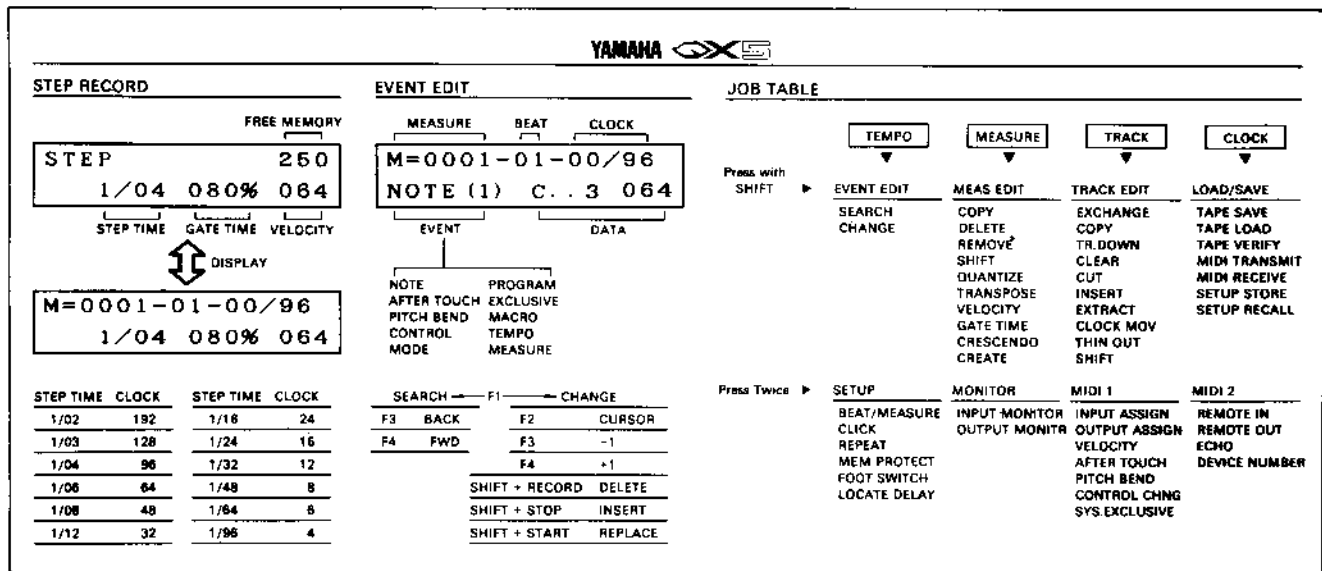 YAMAHA QX5
STEP RECORD
FREE MEMORY
STEP 250
1/04 080% 064
STEP TIME GATE TIME VELOCITY
DISPLAY
M=0001-01-00/96
1/04 080% 064
STEP TIME CLOCK STEP TIME CLOCK
1/02 192 1/16 24
1/03 128 1/24 16
1/04 96 1/32 12
1/06 64 1/48 8
1/08 48 1/64 6
1/12 32 1/96 4
EVENT EDIT
MEASURE BEAT CLOCK
M=0001-01-00/96
NOTE (1) C..3 064
EVENT DATA
NOTE PROGRAM
AFTER TOUCH EXCLUSIVE
PITCH BEND MACRO
CONTROL TEMPO
MODE MEASURE
SEARCH F1 CHANGE
F3 BACK F2 CURSOR
F4 FWD F3 -1
F4 +1
SHIFT + RECORD DELETE
SHIFT + STOP INSERT
SHIFT + START REPLACE
JOB TABLE
TEMPO MEASURE TRACK CLOCK
Press with
SHIFT EVENT EDIT MEAS EDIT TRACK EDIT LOAD/SAVE
SEARCH COPY EXCHANGE TAPE SAVE
CHANGE DELETE COPY TAPE LOAD
REMOVE TR.DOWN TAPE VERIFY
SHIFT CLEAR MIDI TRANSMIT
QUANTIZE CUT MIDI RECEIVE
TRANSPOSE INSERT SETUP STORE
VELOCITY EXTRACT SETUP RECALL
GATE TIME CLOCK MOV
CRESCENDO THIN OUT
CREATE SHIFT
Press Twice SETUP MONITOR MIDI 1 MIDI 2
BEAT/MEASURE INPUT MONITOR INPUT ASSIGN REMOTE IN
CLICK OUTPUT MONITR OUTPUT ASSIGN REMOTE OUT
REPEAT VELOCITY ECHO
MEM PROTECT AFTER TOUCH DEVICE NUMBER
FOOT SWITCH PITCH BEND
LOCATE DELAY CONTROL CHNG
SYS.EXCLUSIVE